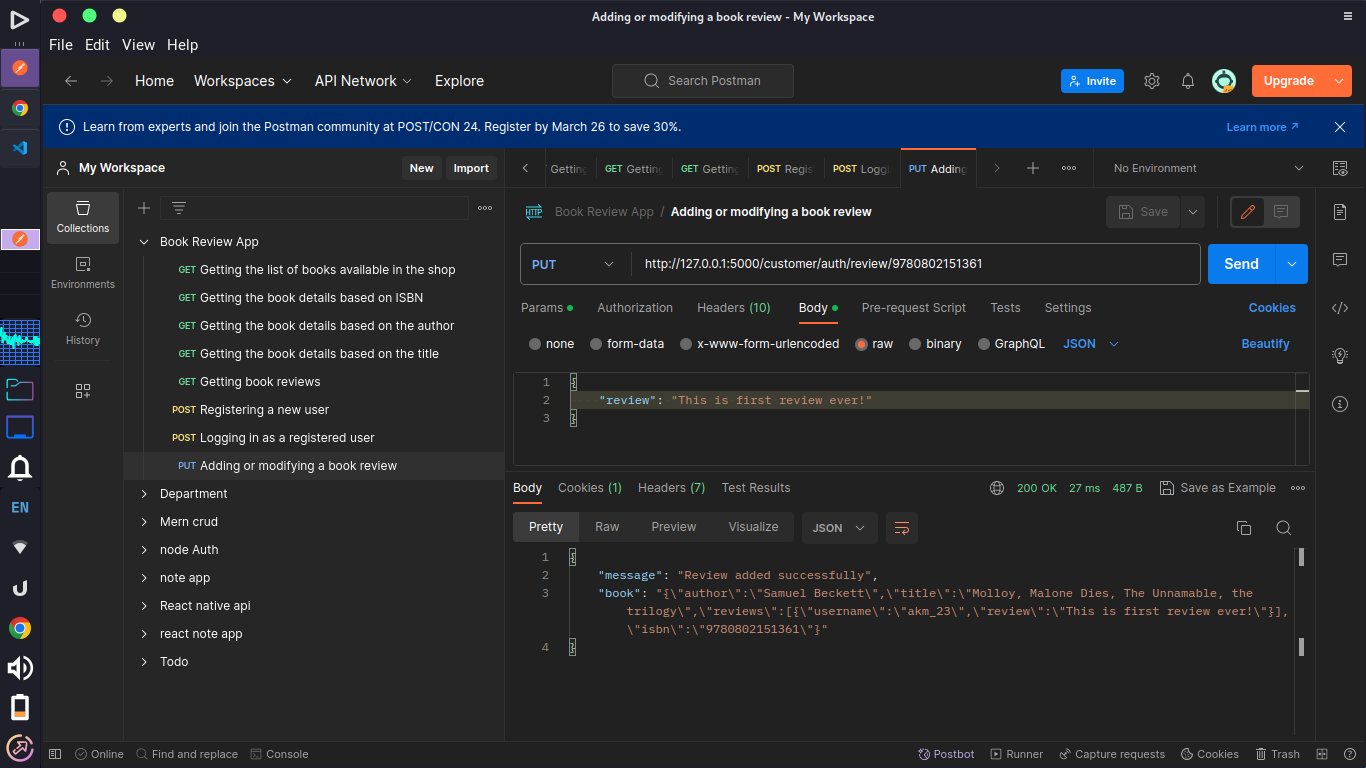 Adding or modifying a book review - My Workspace
File Edit View Help
Home Workspaces API Network Explore Search Postman Invite Upgrade
Learn from experts and join the Postman community at POST/CON 24. Register by March 26 to save 30%. Learn more
My Workspace New Import
Getting GET Getting GET Getting POST Regis POST Loggi PUT Adding No Environment
Collections
Environments
History
Book Review App
GET Getting the list of books available in the shop
GET Getting the book details based on ISBN
GET Getting the book details based on the author
GET Getting the book details based on the title
GET Getting book reviews
POST Registering a new user
POST Logging in as a registered user
PUT Adding or modifying a book review
Department
Mern crud
node Auth
note app
React native api
react note app
Todo
HTTP Book Review App / Adding or modifying a book review Save
PUT http://127.0.0.1:5000/customer/auth/review/9780802151361 Send
Params Authorization Headers (10) Body Pre-request Script Tests Settings Cookies
none form-data x-www-form-urlencoded raw binary GraphQL JSON Beautify
1 {
2 "review": "This is first review ever!"
3 }
Body Cookies (1) Headers (7) Test Results 200 OK 27 ms 487 B Save as Example
Pretty Raw Preview Visualize JSON
1 {
2 "message": "Review added successfully",
3 "book": "{\"author\":\"Samuel Beckett\",\"title\":\"Molloy, Malone Dies, The Unnamable, the
trilogy\",\"reviews\":[{\"username\":\"akm_23\",\"review\":\"This is first review ever!\"}],
\"isbn\":\"9780802151361\"}"
4 }
EN
Online Find and replace Console Postbot Runner Capture requests Cookies Trash